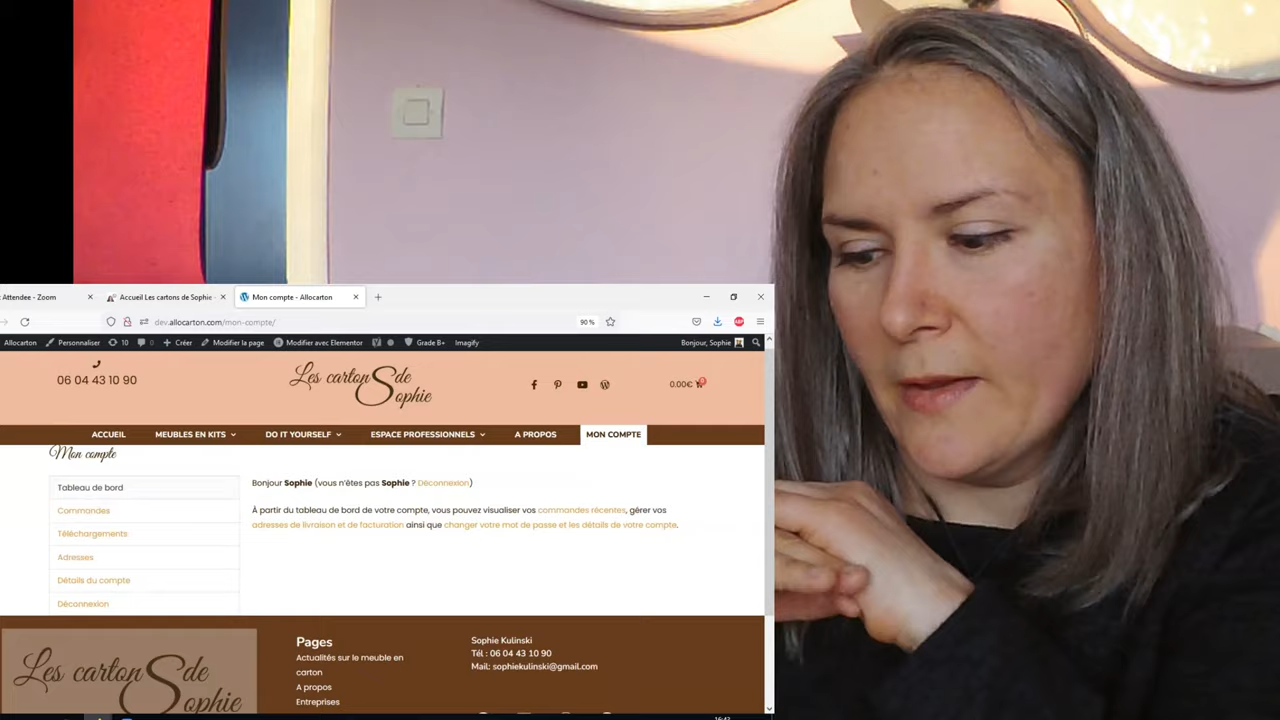 Attendee - Zoom
Accueil Les cartons de Sophie -
Mon compte - Allocarton
dev.allocarton.com/mon-compte/
90 %
Allocarton Personnaliser 10 0 Créer Modifier la page Modifier avec Elementor Grade B+ Imagify Bonjour, Sophie
06 04 43 10 90
Les cartons de Sophie
0.00€ 0
ACCUEIL MEUBLES EN KITS DO IT YOURSELF ESPACE PROFESSIONNELS A PROPOS MON COMPTE
Mon compte
Tableau de bord
Commandes
Téléchargements
Adresses
Détails du compte
Déconnexion
Bonjour Sophie (vous n'êtes pas Sophie ? Déconnexion)
À partir du tableau de bord de votre compte, vous pouvez visualiser vos commandes récentes, gérer vos
adresses de livraison et de facturation ainsi que changer votre mot de passe et les détails de votre compte.
Les cartons de
Sophie
Pages
Actualités sur le meuble en
carton
A propos
Entreprises
Sophie Kulinski
Tél : 06 04 43 10 90
Mail: sophiekulinski@gmail.com